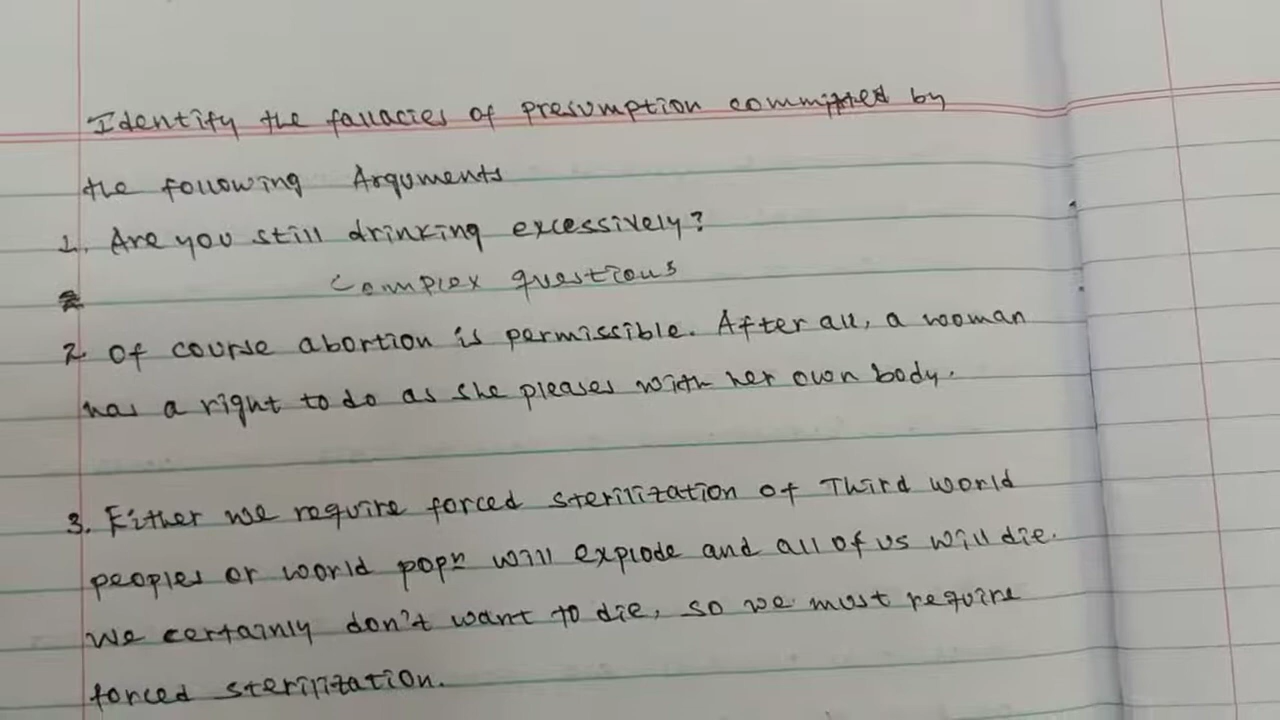 Identify the fallacies of presumption committed by
the following Arguments
1. Are you still drinking excessively?
Complex questions
2 Of course abortion is permissible. After all, a woman
has a right to do as she pleases with her own body.
3. Either we require forced sterilization of Third world
peoples or world popn will explode and all of us will die.
We certainly don't want to die, so we must require
forced sterilization.